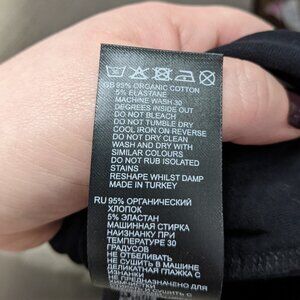 GB 95% ORGANIC COTTON
5% ELASTANE
MACHINE WASH 30
DEGREES INSIDE OUT
DO NOT BLEACH
DO NOT TUMBLE DRY
COOL IRON ON REVERSE
DO NOT DRY CLEAN
WASH AND DRY WITH
SIMILAR COLOURS
DO NOT RUB ISOLATED
STAINS
RESHAPE WHILST DAMP
MADE IN TURKEY
RU 95% ОРГАНИЧЕСКИЙ
ХЛОПОК
5% ЭЛАСТАН
МАШИННАЯ СТИРКА
НАИЗНАНКУ ПРИ
ТЕМПЕРАТУРЕ 30
ГРАДУСОВ
НЕ ОТБЕЛИВАТЬ
НЕ СУШИТЬ В МАШИНЕ
ДЕЛИКАТНАЯ ГЛАЖКА С
ИЗНАНКИ
НЕ ПРЕДНАЗНАЧЕНО ДЛЯ